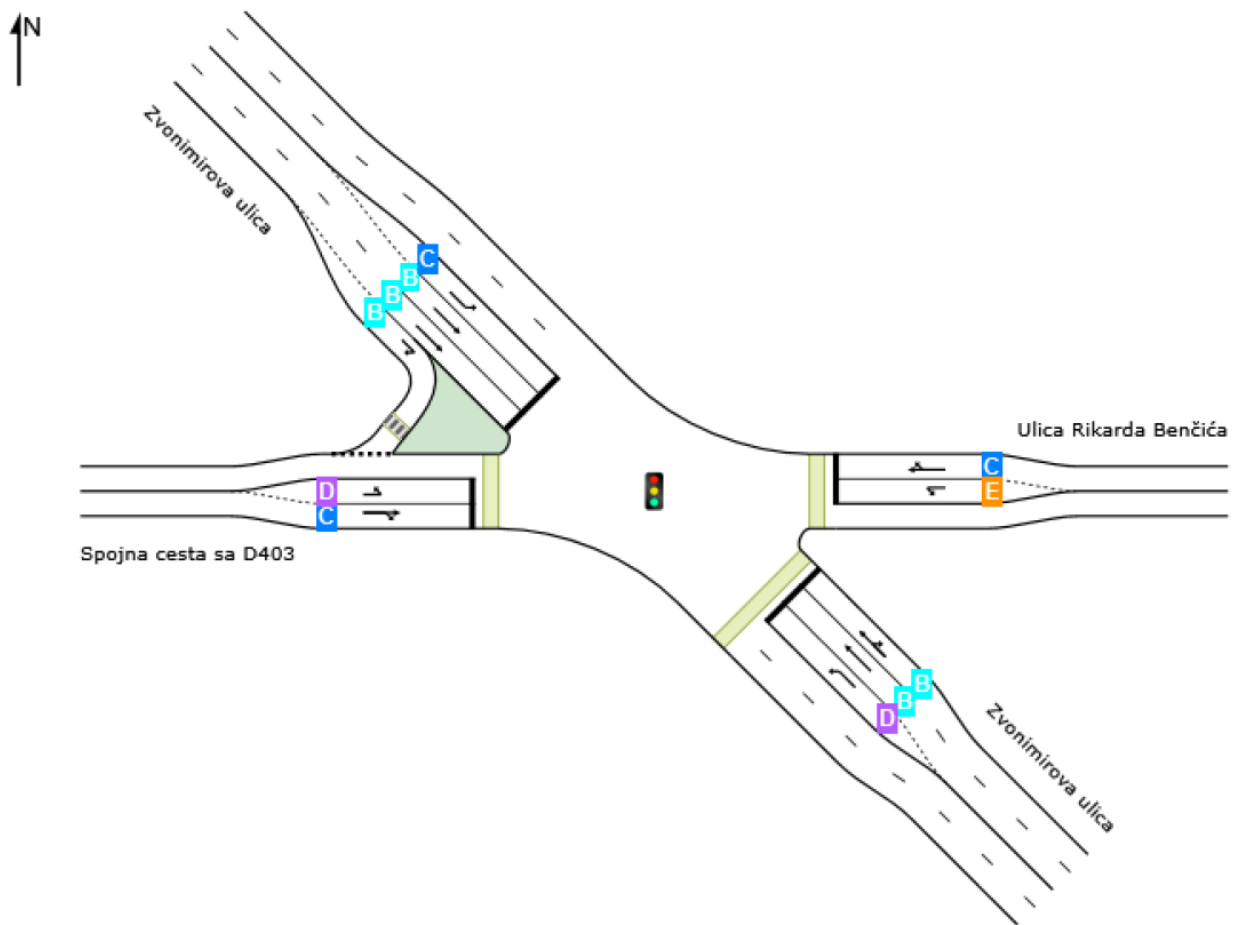 N
Zvonimirova ulica
C
B
B
B
Ulica Rikarda Benčića
D
C
C
E
Spojna cesta sa D403
B
B
D
Zvonimirova ulica